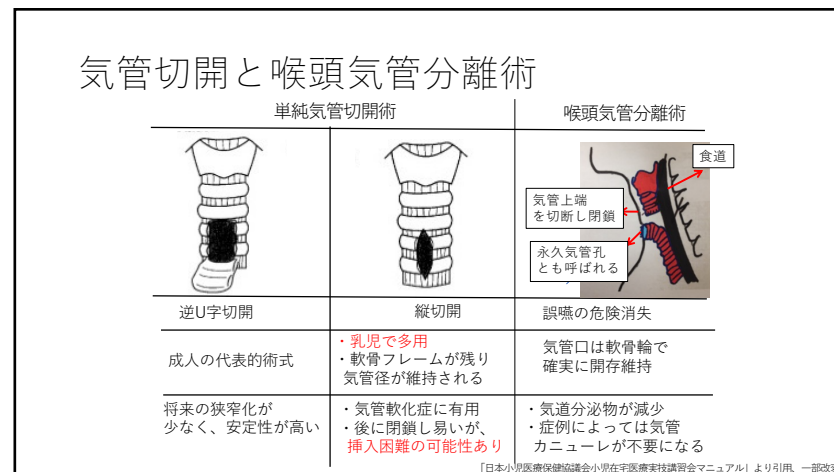 気管切開と喉頭気管分離術
単純気管切開術
喉頭気管分離術
食道
気管上端
を切断し閉鎖
永久気管孔
とも呼ばれる
逆U字切開
縦切開
誤嚥の危険消失
成人の代表的術式
・乳児で多用
・軟骨フレームが残り
気管径が維持される
気管口は軟骨輪で
確実に開存維持
将来の狭窄化が
少なく、安定性が高い
・気管軟化症に有用
・後に閉鎖し易いが、
挿入困難の可能性あり
・気道分泌物が減少
・症例によっては気管
カニューレが不要になる
「日本小児医療保健協議会小児在宅医療実技講習会マニュアル」より引用、一部改変